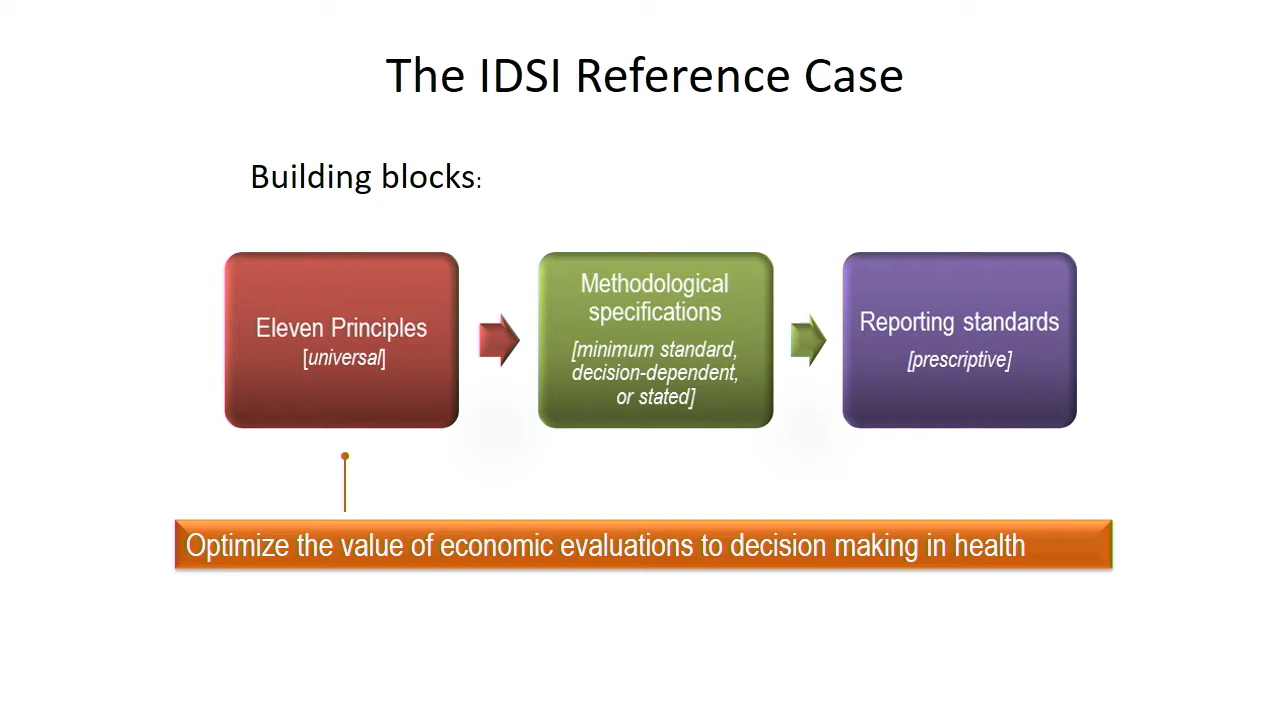 The IDSI Reference Case
Building blocks:
Eleven Principles
[universal]
Methodological
specifications
[minimum standard,
decision-dependent,
or stated]
Reporting standards
[prescriptive]
Optimize the value of economic evaluations to decision making in health